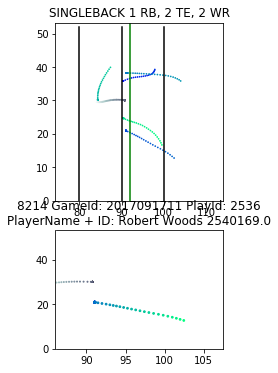 SINGLEBACK 1 RB, 2 TE, 2 WR
50
40
30
20
10
0
80 90 100 110
8214 GameId: 2017091711 PlayId: 2536
PlayerName + ID: Robert Woods 2540169.0
40
20
0
90 95 100 105